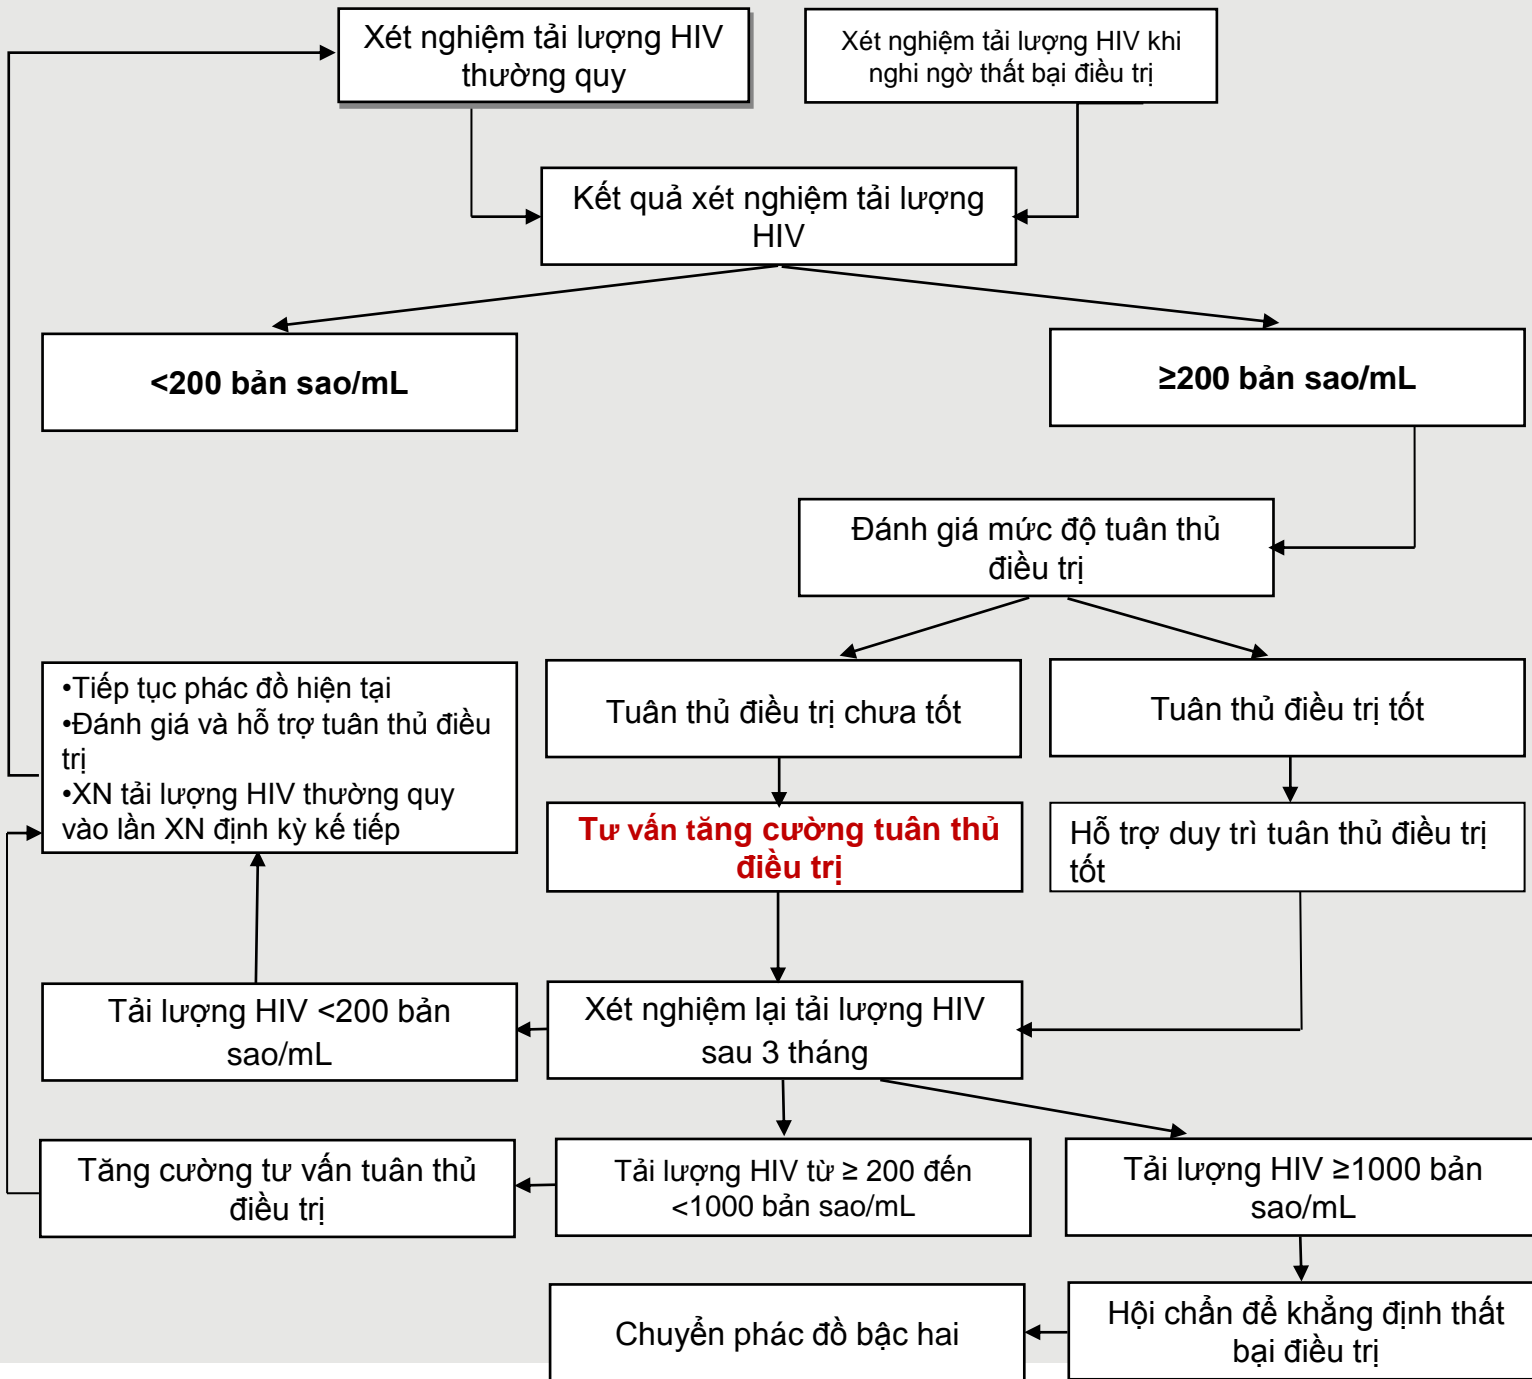 Xét nghiệm tải lượng HIV
thường quy
Xét nghiệm tải lượng HIV khi
nghi ngờ thất bại điều trị
Kết quả xét nghiệm tải lượng
HIV
<200 bản sao/mL
≥200 bản sao/mL
Đánh giá mức độ tuân thủ
điều trị
•Tiếp tục phác đồ hiện tại
•Đánh giá và hỗ trợ tuân thủ điều
trị
•XN tải lượng HIV thường quy
vào lần XN định kỳ kế tiếp
Tuân thủ điều trị chưa tốt
Tuân thủ điều trị tốt
Tư vấn tăng cường tuân thủ
điều trị
Hỗ trợ duy trì tuân thủ điều trị
tốt
Tải lượng HIV <200 bản
sao/mL
Xét nghiệm lại tải lượng HIV
sau 3 tháng
Tăng cường tư vấn tuân thủ
điều trị
Tải lượng HIV từ ≥ 200 đến
<1000 bản sao/mL
Tải lượng HIV ≥1000 bản
sao/mL
Chuyển phác đồ bậc hai
Hội chẩn để khẳng định thất
bại điều trị